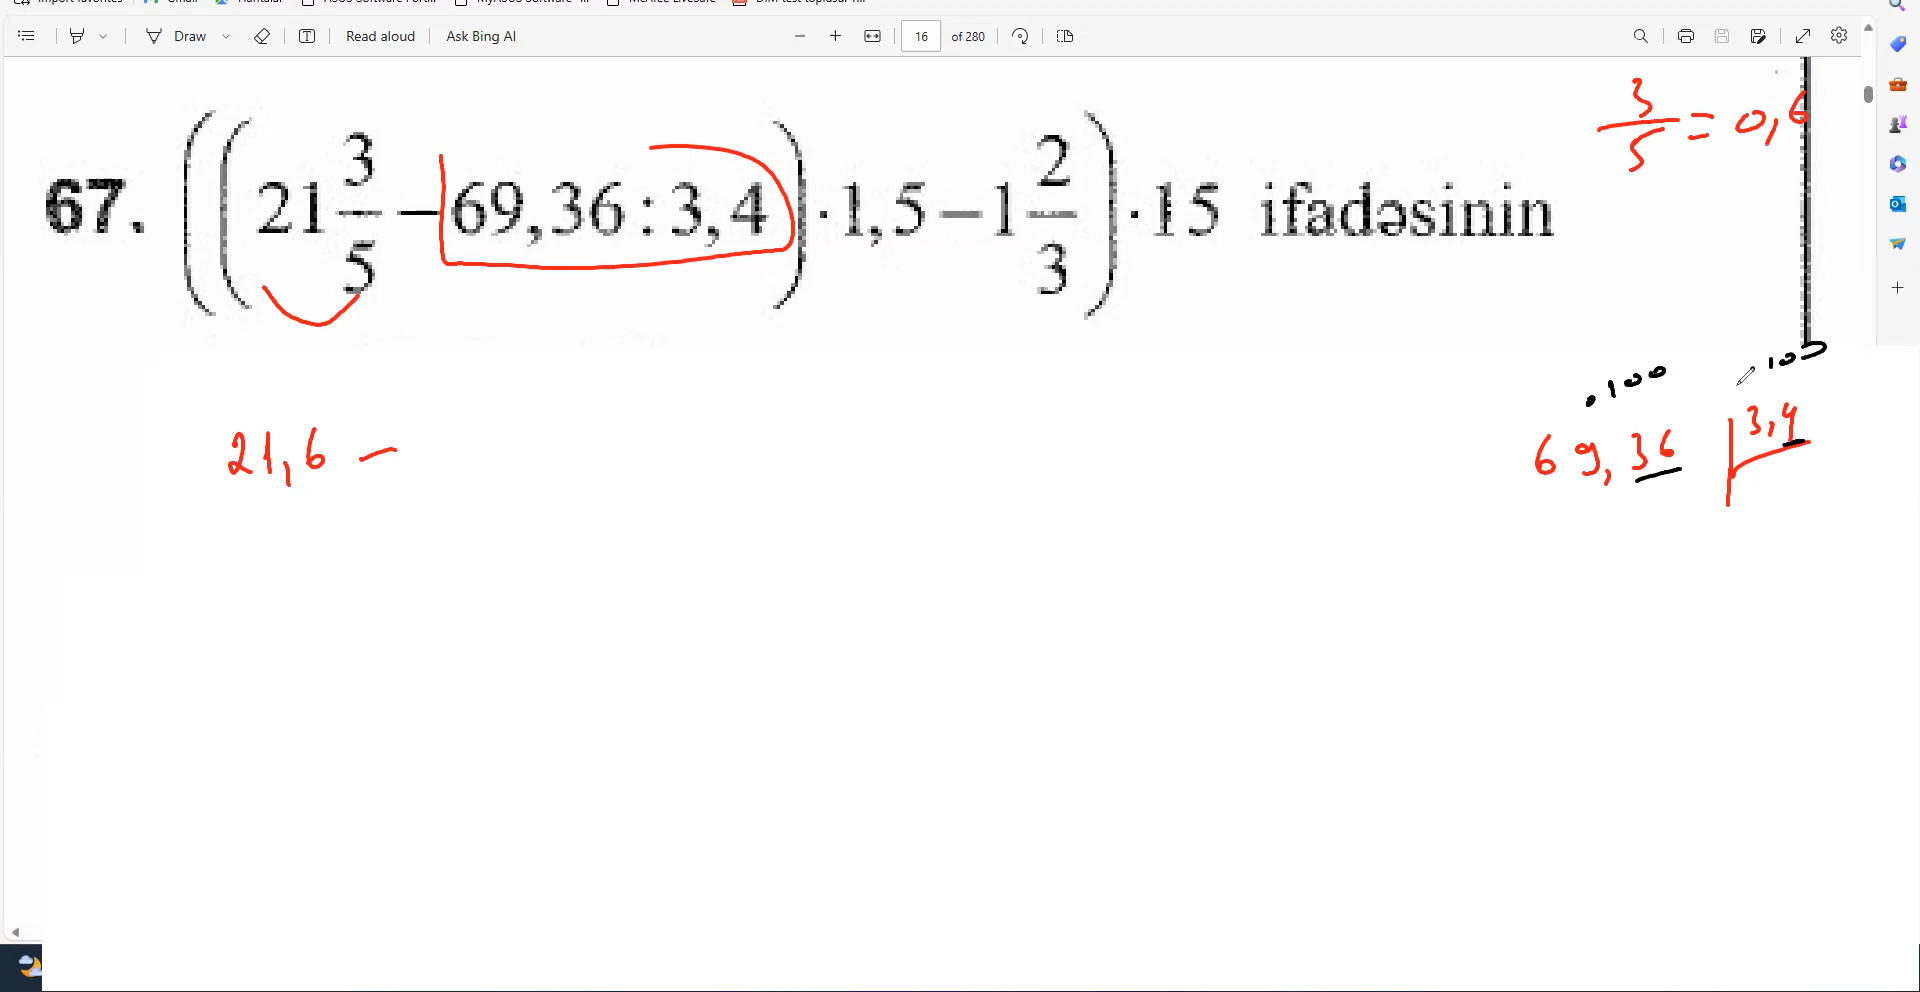 Draw
Read aloud
Ask Bing AI
16 of 280
3/5 = 0,6
67. ((21 3/5 − 69,36 : 3,4) · 1,5 − 1 2/3) · 15 ifadəsinin
.100 .100
21,6 − 69,36 3,4